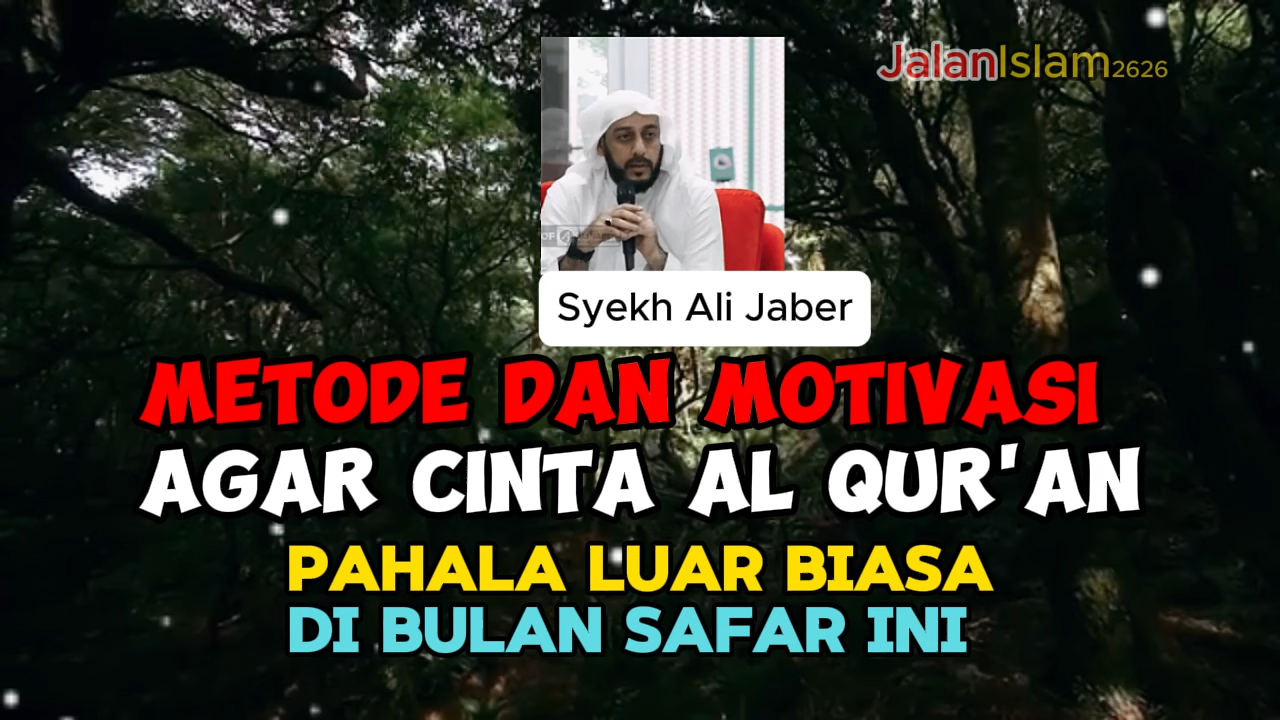 JalanIslam2626
Syekh Ali Jaber
METODE DAN MOTIVASI
AGAR CINTA AL QUR'AN
PAHALA LUAR BIASA
DI BULAN SAFAR INI